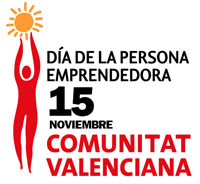 DÍA DE LA PERSONA
EMPRENDEDORA
15
NOVIEMBRE
COMUNITAT
VALENCIANA